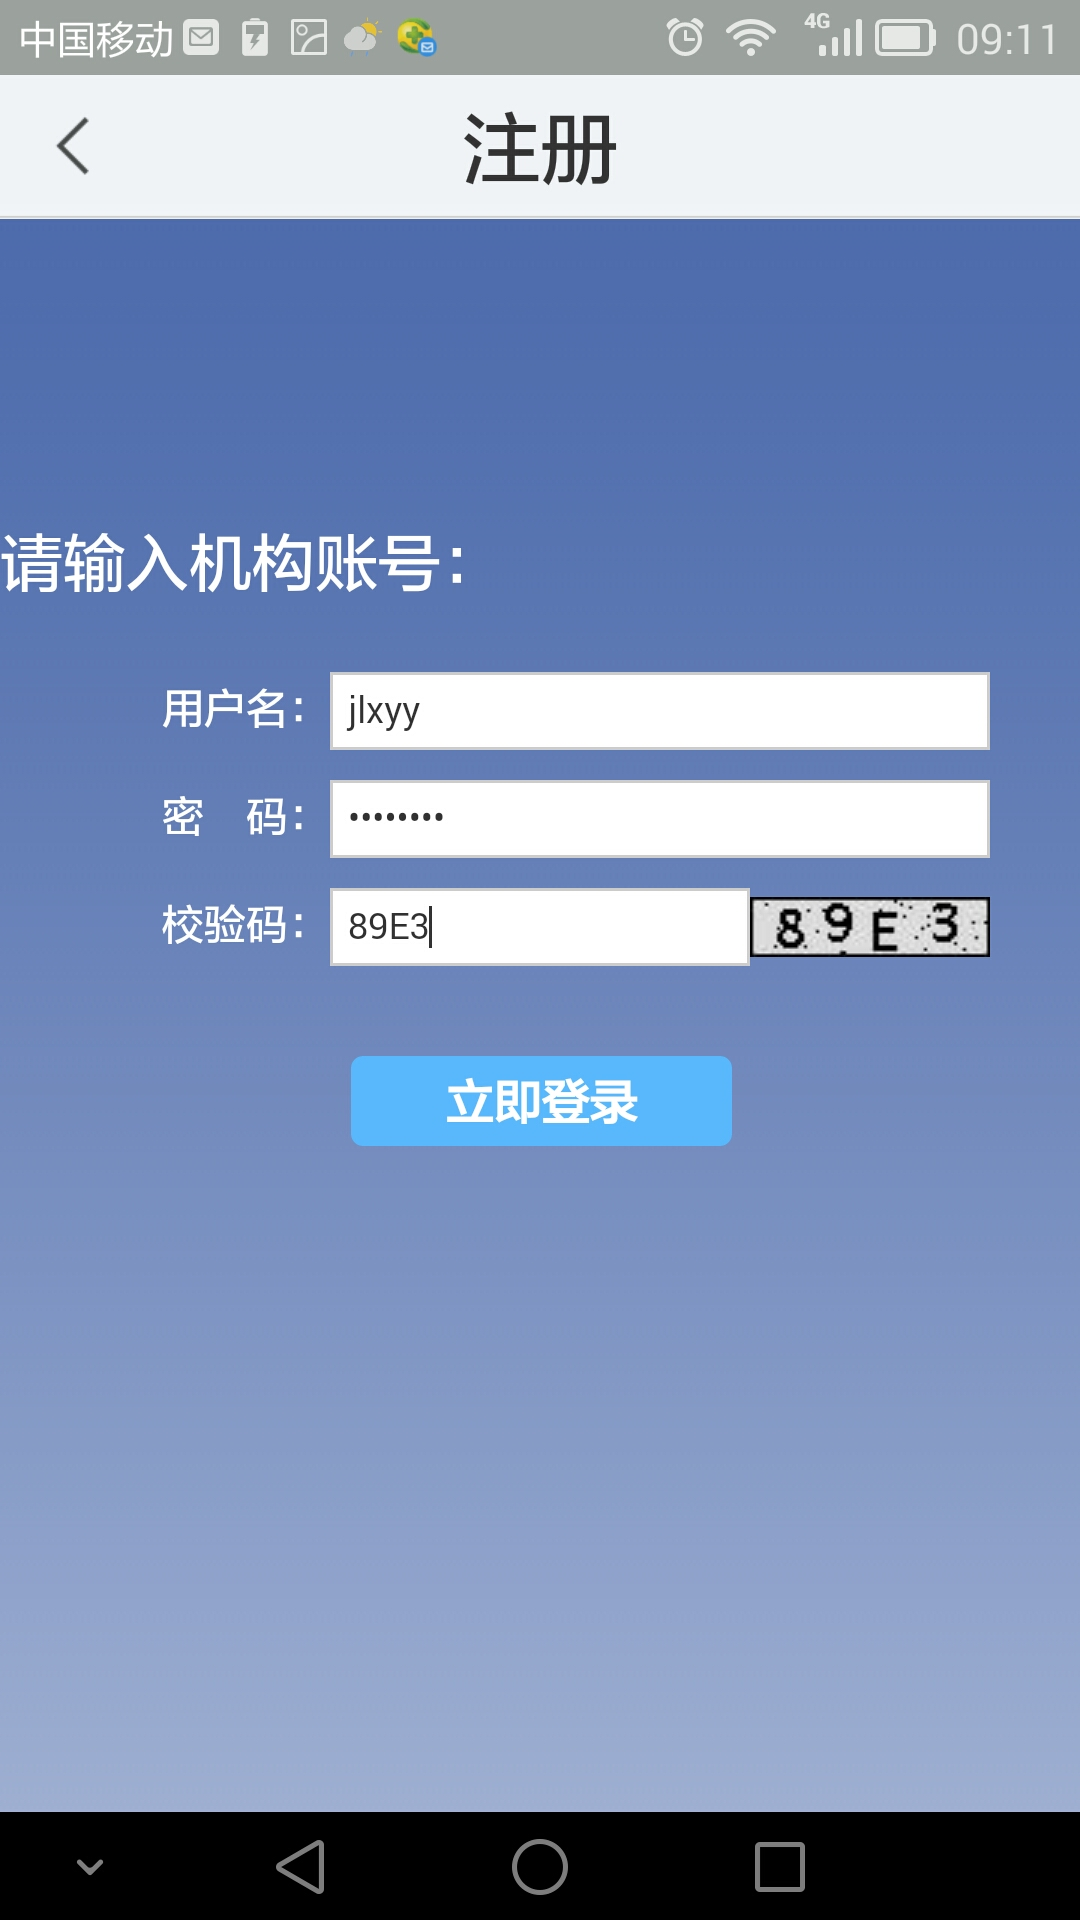 中国移动 4G 09:11
注册
请输入机构账号：
用户名： jlxyy
密 码： ••••••••
校验码： 89E3 89E3
立即登录